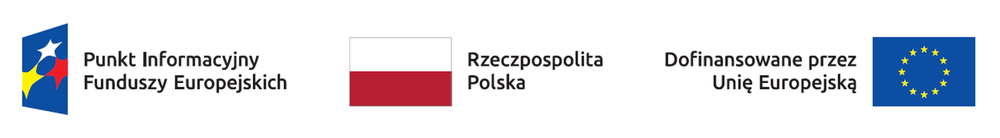 Punkt Informacyjny
Funduszy Europejskich
Rzeczpospolita
Polska
Dofinansowane przez
Unię Europejską